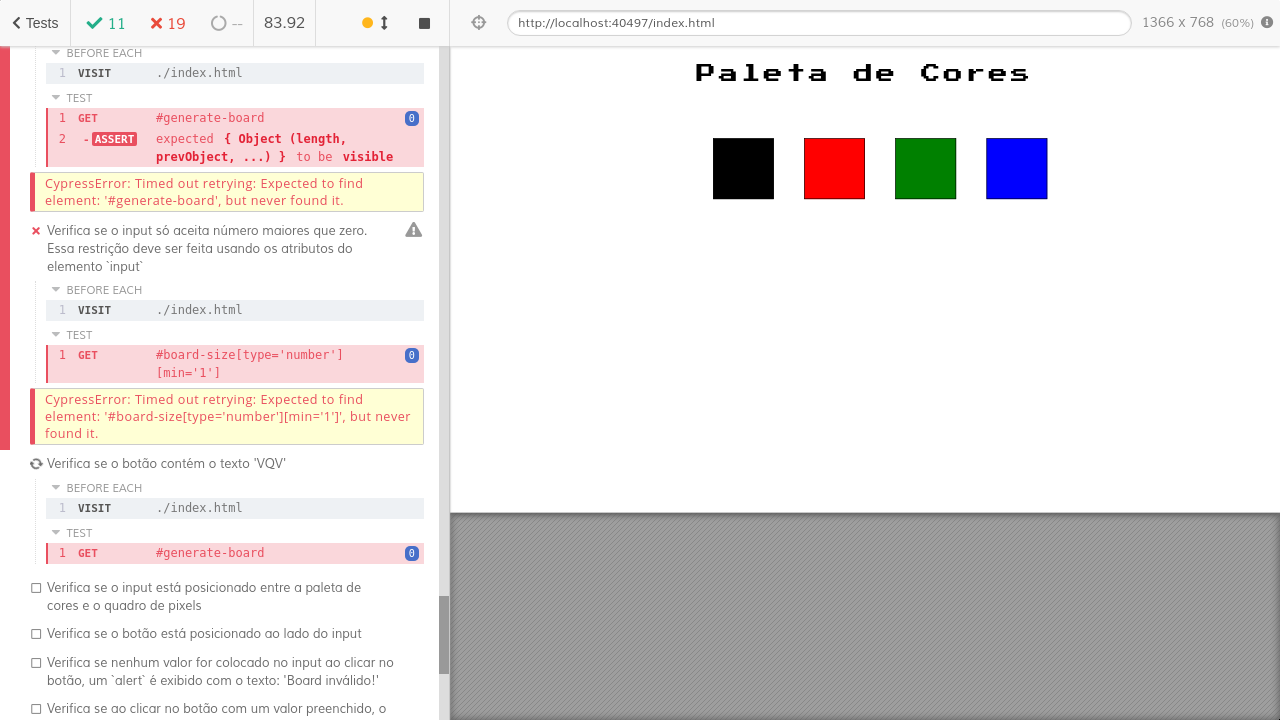 Tests
11
19
--
83.92
http://localhost:40497/index.html
1366 x 768 (60%)
BEFORE EACH
1 VISIT ./index.html
TEST
1 GET #generate-board 0
2 - ASSERT expected { Object (length,
prevObject, ...) } to be visible
CypressError: Timed out retrying: Expected to find
element: '#generate-board', but never found it.
Verifica se o input só aceita número maiores que zero.
Essa restrição deve ser feita usando os atributos do
elemento `input`
BEFORE EACH
1 VISIT ./index.html
TEST
1 GET #board-size[type='number'] 0
[min='1']
CypressError: Timed out retrying: Expected to find
element: '#board-size[type='number'][min='1']', but never
found it.
Verifica se o botão contém o texto 'VQV'
BEFORE EACH
1 VISIT ./index.html
TEST
1 GET #generate-board 0
Verifica se o input está posicionado entre a paleta de
cores e o quadro de pixels
Verifica se o botão está posicionado ao lado do input
Verifica se nenhum valor for colocado no input ao clicar no
botão, um `alert` é exibido com o texto: 'Board inválido!'
Verifica se ao clicar no botão com um valor preenchido, o
Paleta de Cores